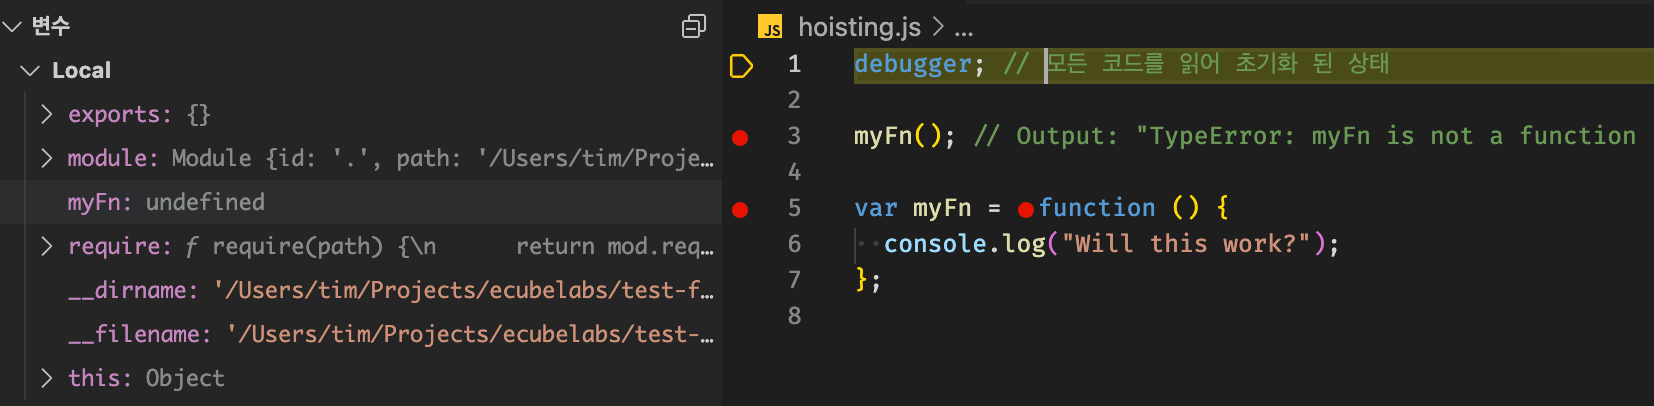 변수
Local
exports: {}
module: Module {id: '.', path: '/Users/tim/Proje…
myFn: undefined
require: ƒ require(path) {\n      return mod.req…
__dirname: '/Users/tim/Projects/ecubelabs/test-f…
__filename: '/Users/tim/Projects/ecubelabs/test-…
this: Object
JS hoisting.js > ...
1 debugger; // 모든 코드를 읽어 초기화 된 상태
2
3 myFn(); // Output: "TypeError: myFn is not a function
4
5 var myFn = function () {
6   console.log("Will this work?");
7 };
8